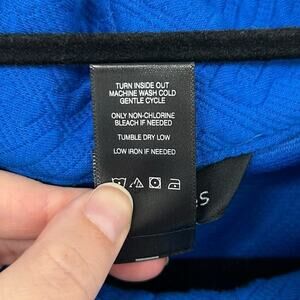 TURN INSIDE OUT
MACHINE WASH COLD
GENTLE CYCLE
ONLY NON-CHLORINE
BLEACH IF NEEDED
TUMBLE DRY LOW
LOW IRON IF NEEDED